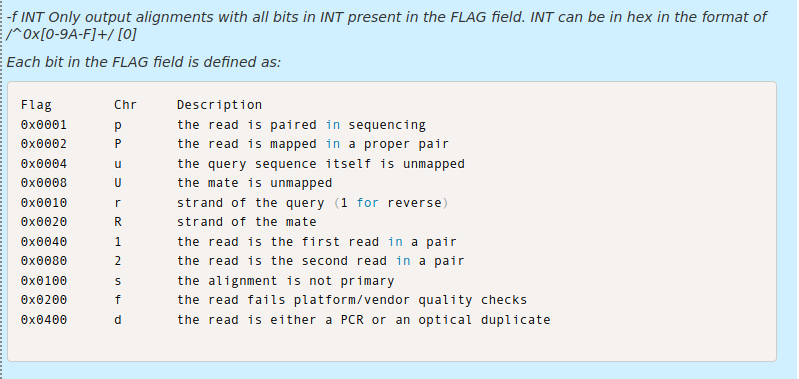 -f INT Only output alignments with all bits in INT present in the FLAG field. INT can be in hex in the format of
/^0x[0-9A-F]+/ [0]
Each bit in the FLAG field is defined as:
Flag Chr Description
0x0001 p the read is paired in sequencing
0x0002 P the read is mapped in a proper pair
0x0004 u the query sequence itself is unmapped
0x0008 U the mate is unmapped
0x0010 r strand of the query (1 for reverse)
0x0020 R strand of the mate
0x0040 1 the read is the first read in a pair
0x0080 2 the read is the second read in a pair
0x0100 s the alignment is not primary
0x0200 f the read fails platform/vendor quality checks
0x0400 d the read is either a PCR or an optical duplicate